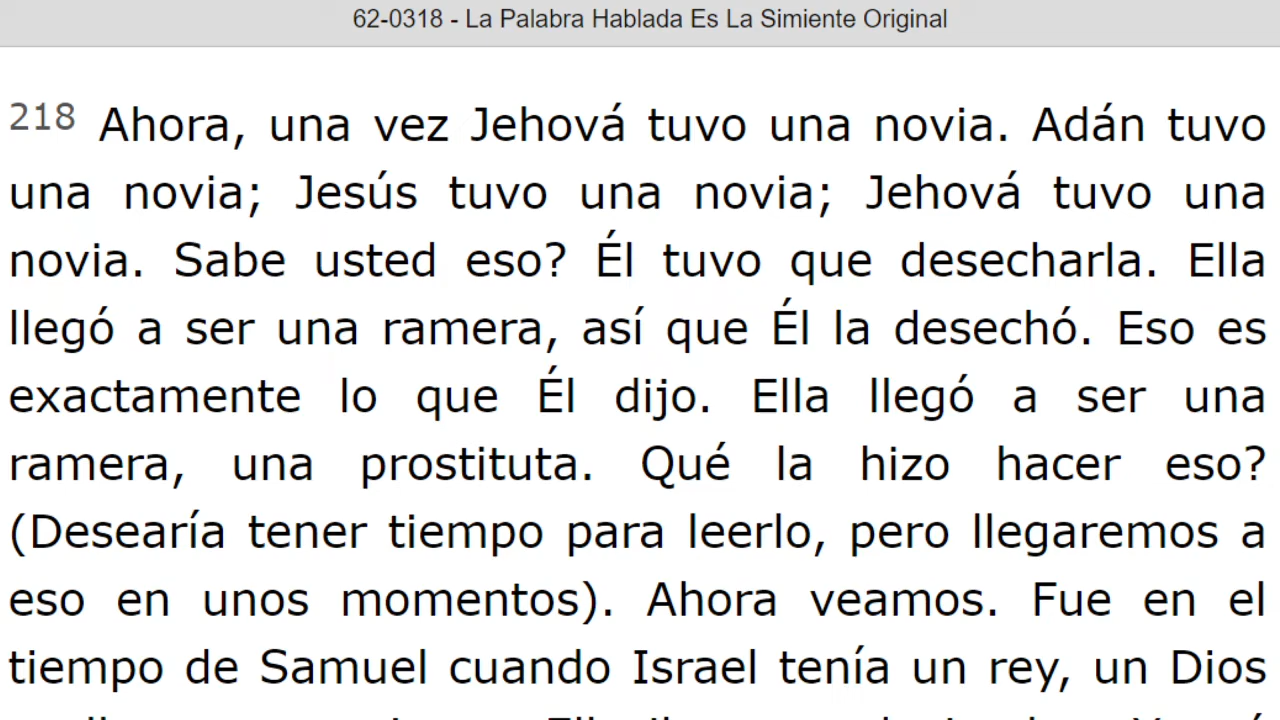 62-0318 - La Palabra Hablada Es La Simiente Original
218 Ahora, una vez Jehová tuvo una novia. Adán tuvo
una novia; Jesús tuvo una novia; Jehová tuvo una
novia. Sabe usted eso? Él tuvo que desecharla. Ella
llegó a ser una ramera, así que Él la desechó. Eso es
exactamente lo que Él dijo. Ella llegó a ser una
ramera, una prostituta. Qué la hizo hacer eso?
(Desearía tener tiempo para leerlo, pero llegaremos a
eso en unos momentos). Ahora veamos. Fue en el
tiempo de Samuel cuando Israel tenía un rey, un Dios